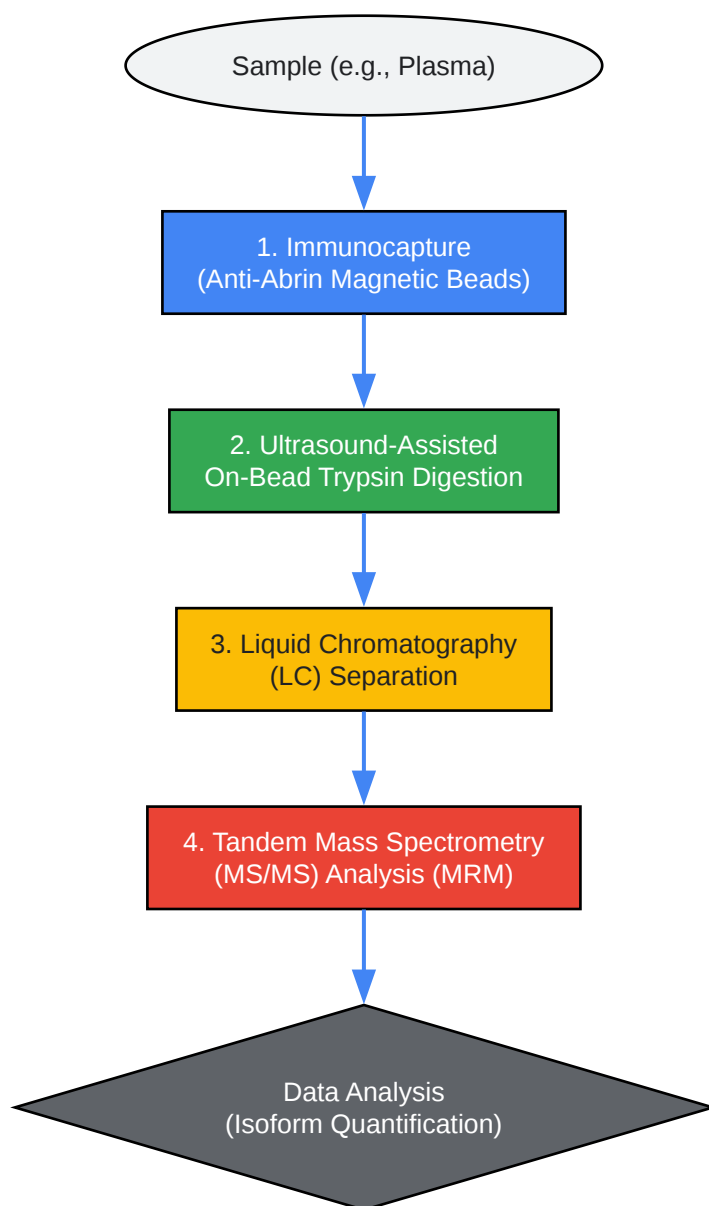 Sample (e.g., Plasma)
1. Immunocapture
(Anti-Abrin Magnetic Beads)
2. Ultrasound-Assisted
On-Bead Trypsin Digestion
3. Liquid Chromatography
(LC) Separation
4. Tandem Mass Spectrometry
(MS/MS) Analysis (MRM)
Data Analysis
(Isoform Quantification)